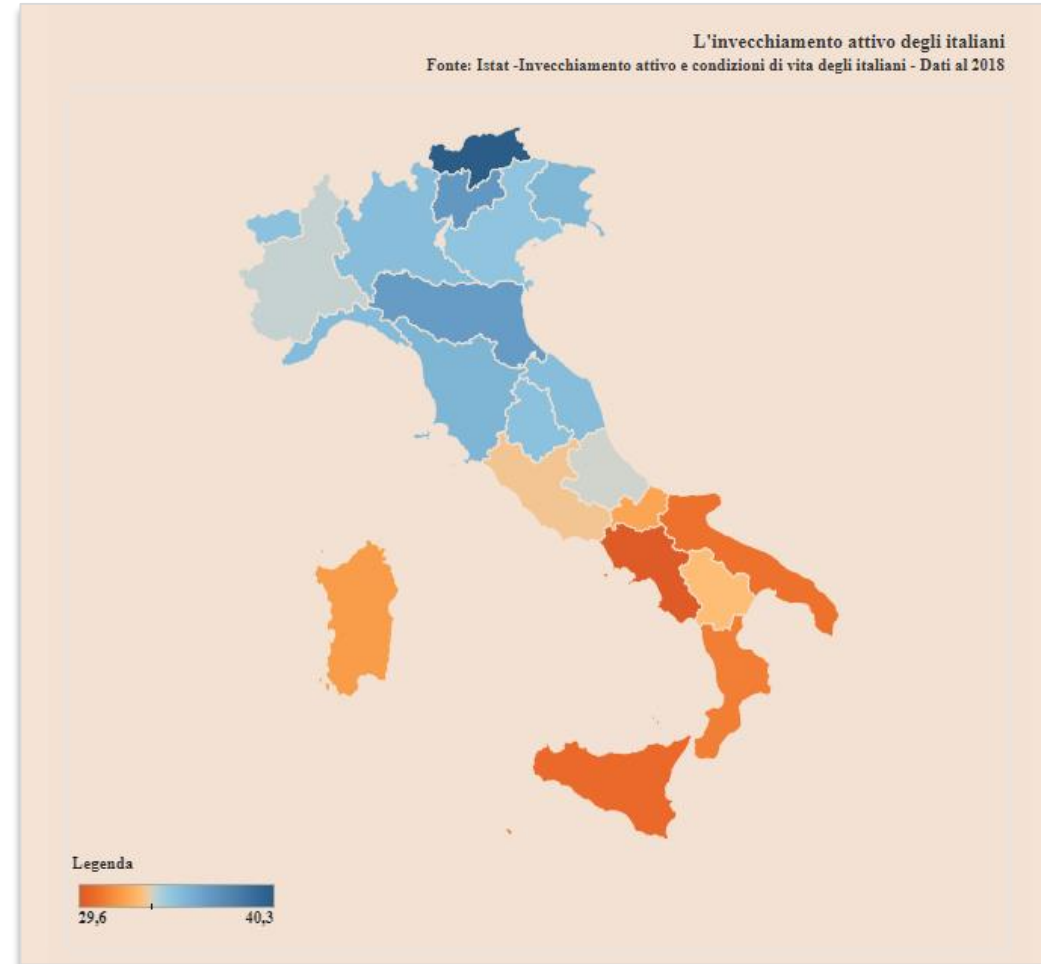 L'invecchiamento attivo degli italiani
Fonte: Istat -Invecchiamento attivo e condizioni di vita degli italiani - Dati al 2018
Legenda
29,6 40,3